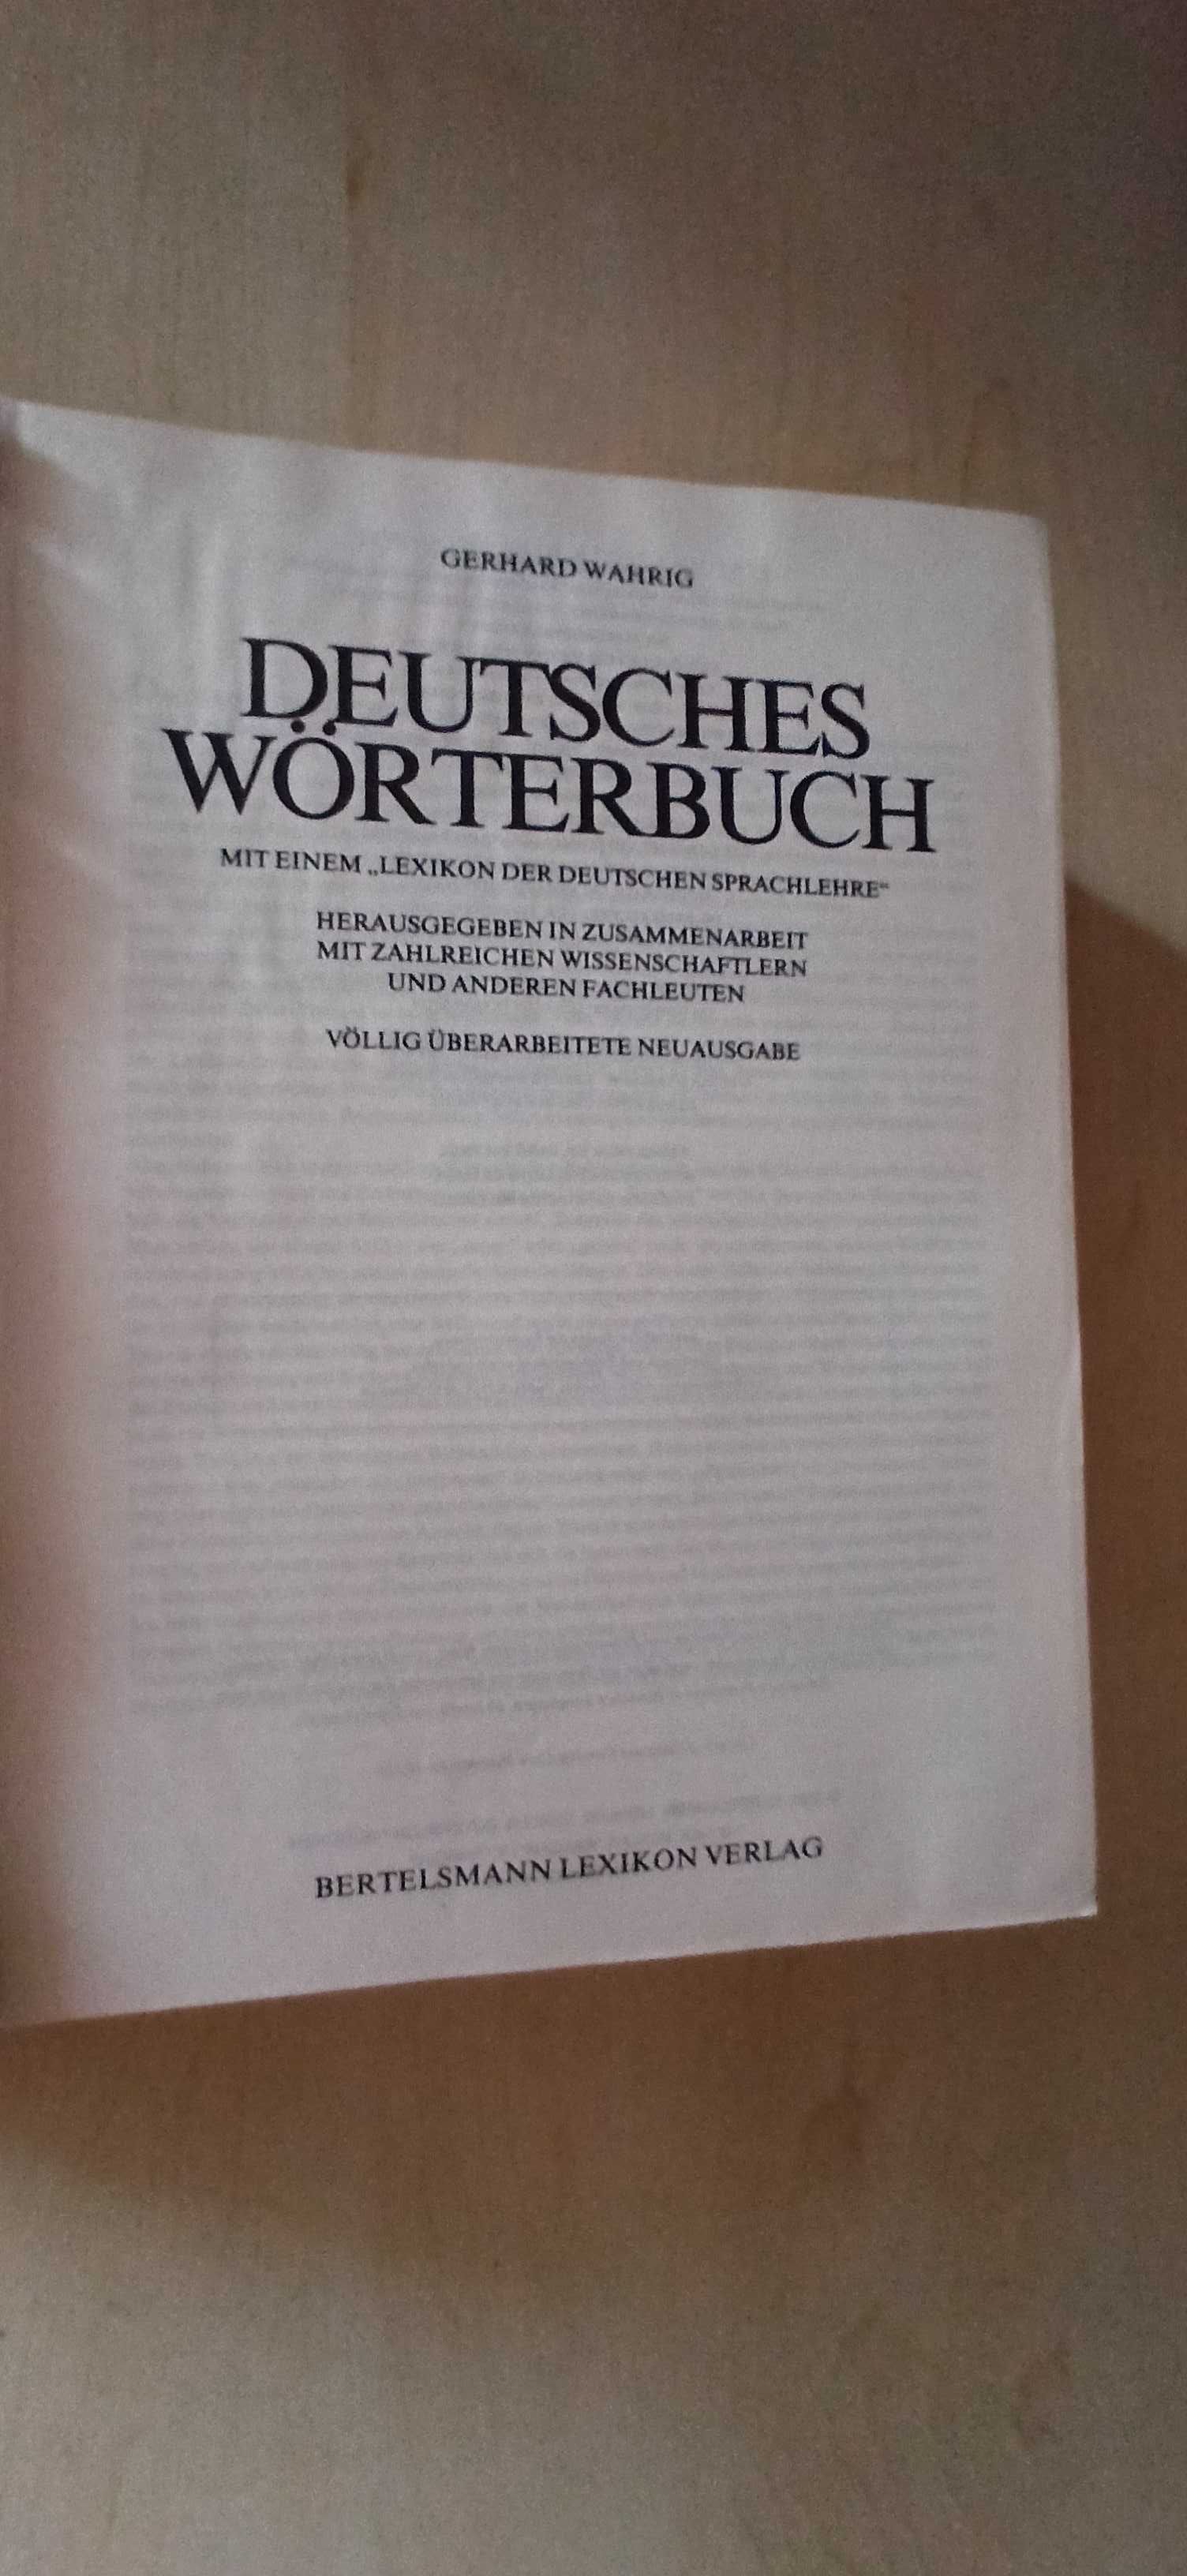 GERHARD WAHRIG
DEUTSCHES
WÖRTERBUCH
MIT EINEM „LEXIKON DER DEUTSCHEN SPRACHLEHRE“
HERAUSGEGEBEN IN ZUSAMMENARBEIT
MIT ZAHLREICHEN WISSENSCHAFTLERN
UND ANDEREN FACHLEUTEN
VÖLLIG ÜBERARBEITETE NEUAUSGABE
BERTELSMANN LEXIKON VERLAG